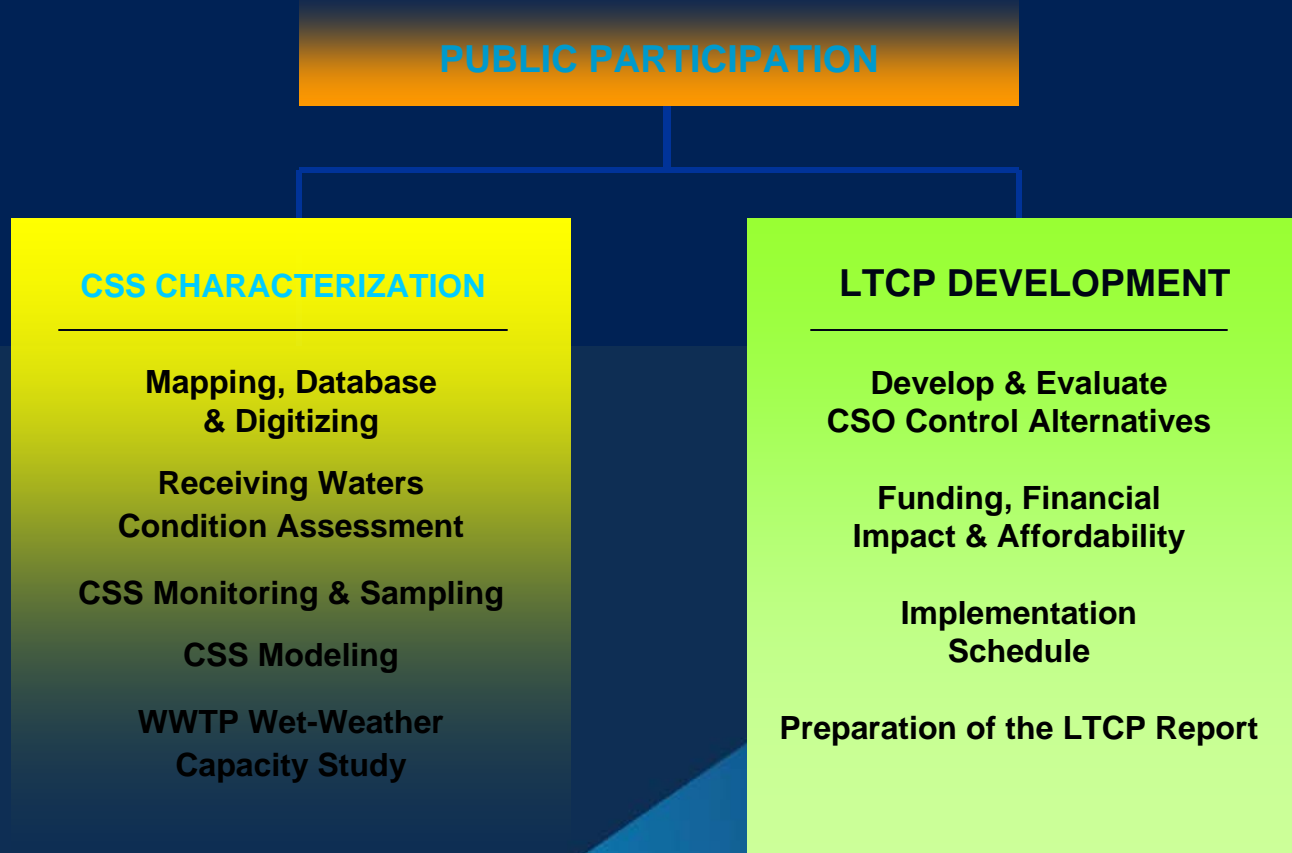 PUBLIC PARTICIPATION
CSS CHARACTERIZATION
Mapping, Database
& Digitizing
Receiving Waters
Condition Assessment
CSS Monitoring & Sampling
CSS Modeling
WWTP Wet-Weather
Capacity Study
LTCP DEVELOPMENT
Develop & Evaluate
CSO Control Alternatives
Funding, Financial
Impact & Affordability
Implementation
Schedule
Preparation of the LTCP Report